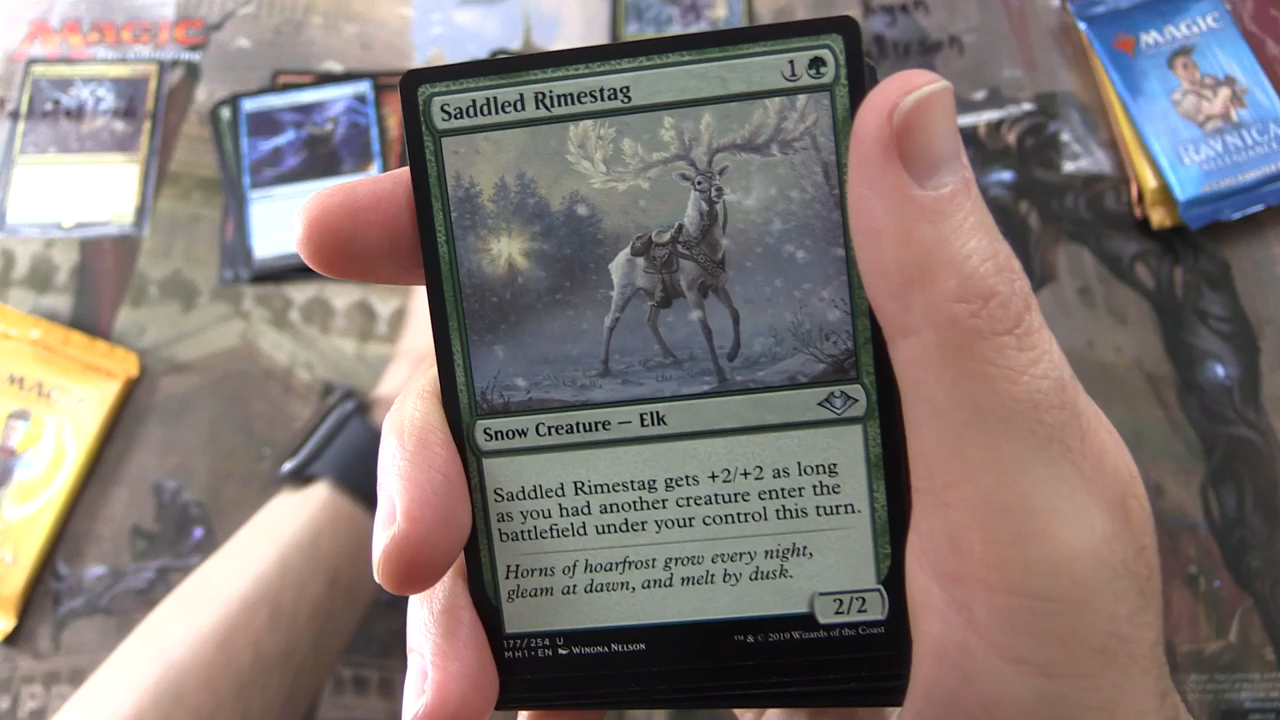 MAGIC
Saddled Rimestag
1
Snow Creature — Elk
Saddled Rimestag gets +2/+2 as long
as you had another creature enter the
battlefield under your control this turn.
Horns of hoarfrost grow every night,
gleam at dawn, and melt by dusk.
2/2
177/254 U
MH1 • EN Winona Nelson
™ & © 2019 Wizards of the Coast
MAGIC
RAVNICA
MAGIC